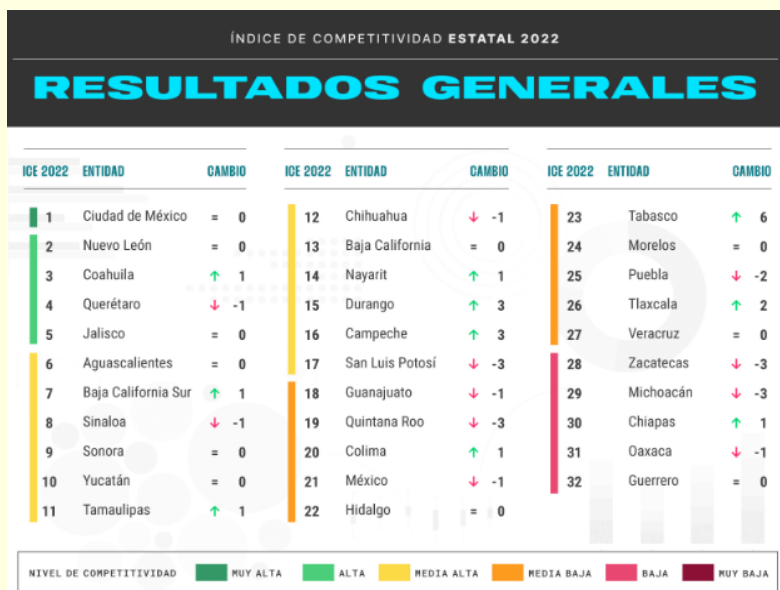 ÍNDICE DE COMPETITIVIDAD ESTATAL 2022
RESULTADOS GENERALES
ICE 2022 ENTIDAD CAMBIO
1 Ciudad de México = 0
2 Nuevo León = 0
3 Coahuila ↑ 1
4 Querétaro ↓ -1
5 Jalisco = 0
6 Aguascalientes = 0
7 Baja California Sur ↑ 1
8 Sinaloa ↓ -1
9 Sonora = 0
10 Yucatán = 0
11 Tamaulipas ↑ 1
ICE 2022 ENTIDAD CAMBIO
12 Chihuahua ↓ -1
13 Baja California = 0
14 Nayarit ↑ 1
15 Durango ↑ 3
16 Campeche ↑ 3
17 San Luis Potosí ↓ -3
18 Guanajuato ↓ -1
19 Quintana Roo ↓ -3
20 Colima ↑ 1
21 México ↓ -1
22 Hidalgo = 0
ICE 2022 ENTIDAD CAMBIO
23 Tabasco ↑ 6
24 Morelos = 0
25 Puebla ↓ -2
26 Tlaxcala ↑ 2
27 Veracruz = 0
28 Zacatecas ↓ -3
29 Michoacán ↓ -3
30 Chiapas ↑ 1
31 Oaxaca ↓ -1
32 Guerrero = 0
NIVEL DE COMPETITIVIDAD MUY ALTA ALTA MEDIA ALTA MEDIA BAJA BAJA MUY BAJA